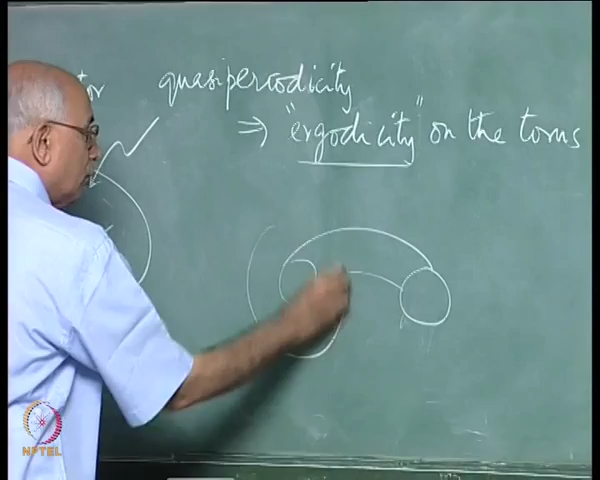 quasiperiodicity
⇒ "ergodicity" on the torus
NPTEL